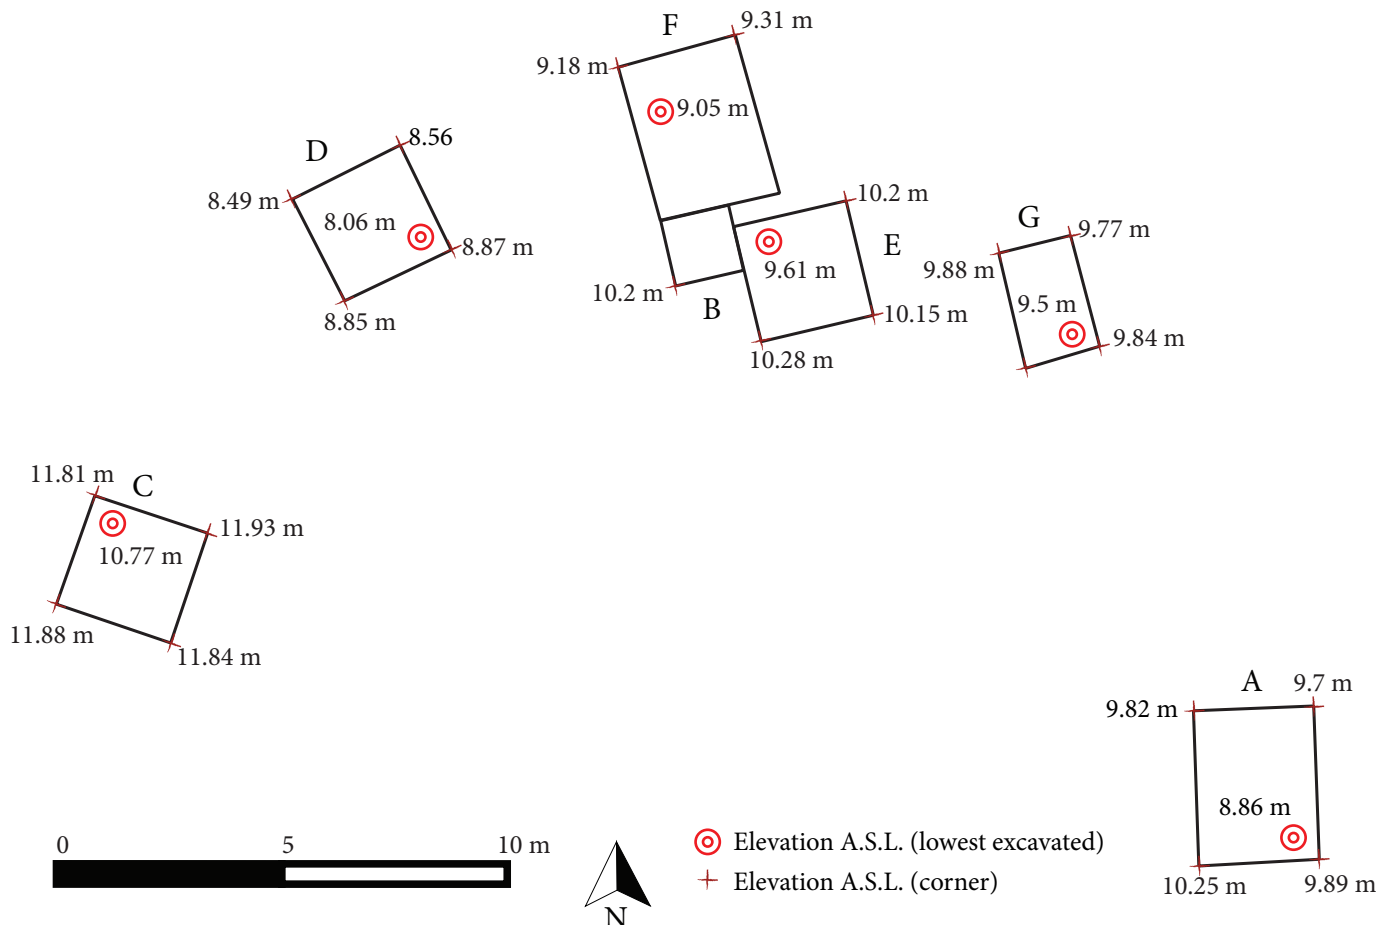 F
9.31 m
9.18 m
9.05 m
D
8.56
8.49 m
8.06 m
8.87 m
8.85 m
10.2 m
E
9.61 m
10.2 m
B
10.15 m
10.28 m
G
9.77 m
9.88 m
9.5 m
9.84 m
11.81 m
C
11.93 m
10.77 m
11.88 m
11.84 m
A
9.7 m
9.82 m
8.86 m
10.25 m
9.89 m
0 5 10 m
N
Elevation A.S.L. (lowest excavated)
Elevation A.S.L. (corner)